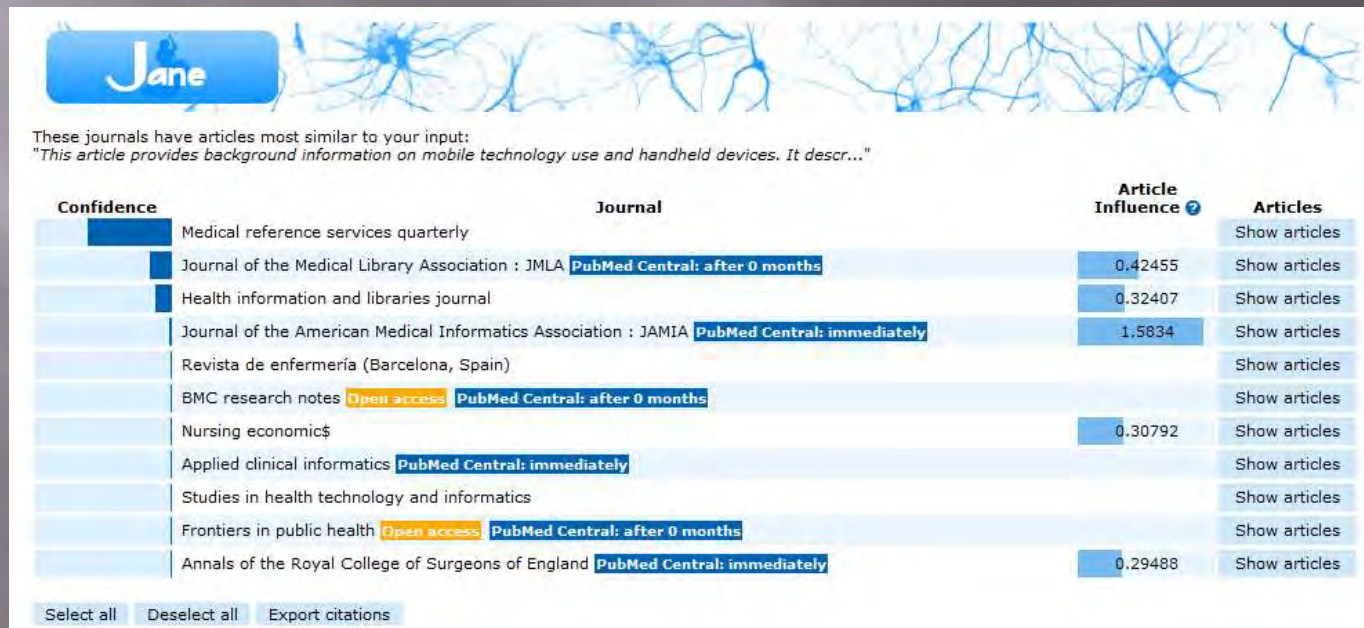 Jane
These journals have articles most similar to your input:
"This article provides background information on mobile technology use and handheld devices. It descr..."
Confidence Journal Article Influence ? Articles
Medical reference services quarterly Show articles
Journal of the Medical Library Association : JMLA PubMed Central: after 0 months 0.42455 Show articles
Health information and libraries journal 0.32407 Show articles
Journal of the American Medical Informatics Association : JAMIA PubMed Central: immediately 1.5834 Show articles
Revista de enfermería (Barcelona, Spain) Show articles
BMC research notes Open access PubMed Central: after 0 months Show articles
Nursing economic$ 0.30792 Show articles
Applied clinical informatics PubMed Central: immediately Show articles
Studies in health technology and informatics Show articles
Frontiers in public health Open access PubMed Central: after 0 months Show articles
Annals of the Royal College of Surgeons of England PubMed Central: immediately 0.29488 Show articles
Select all Deselect all Export citations